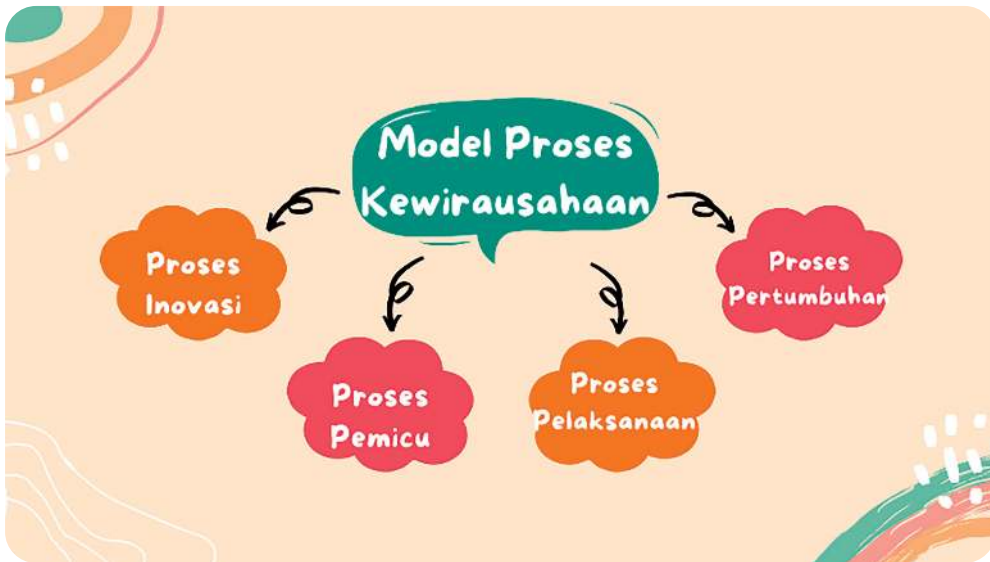 Model Proses
Kewirausahaan
Proses
Inovasi
Proses
Pemicu
Proses
Pelaksanaan
Proses
Pertumbuhan